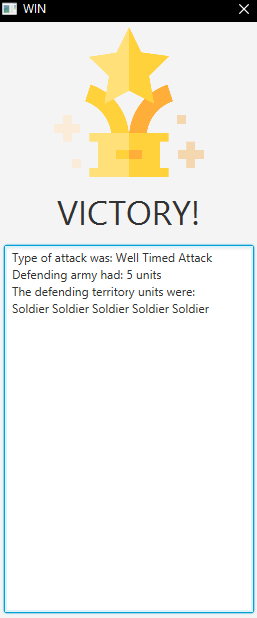 WIN
VICTORY!
Type of attack was: Well Timed Attack
Defending army had: 5 units
The defending territory units were:
Soldier Soldier Soldier Soldier Soldier